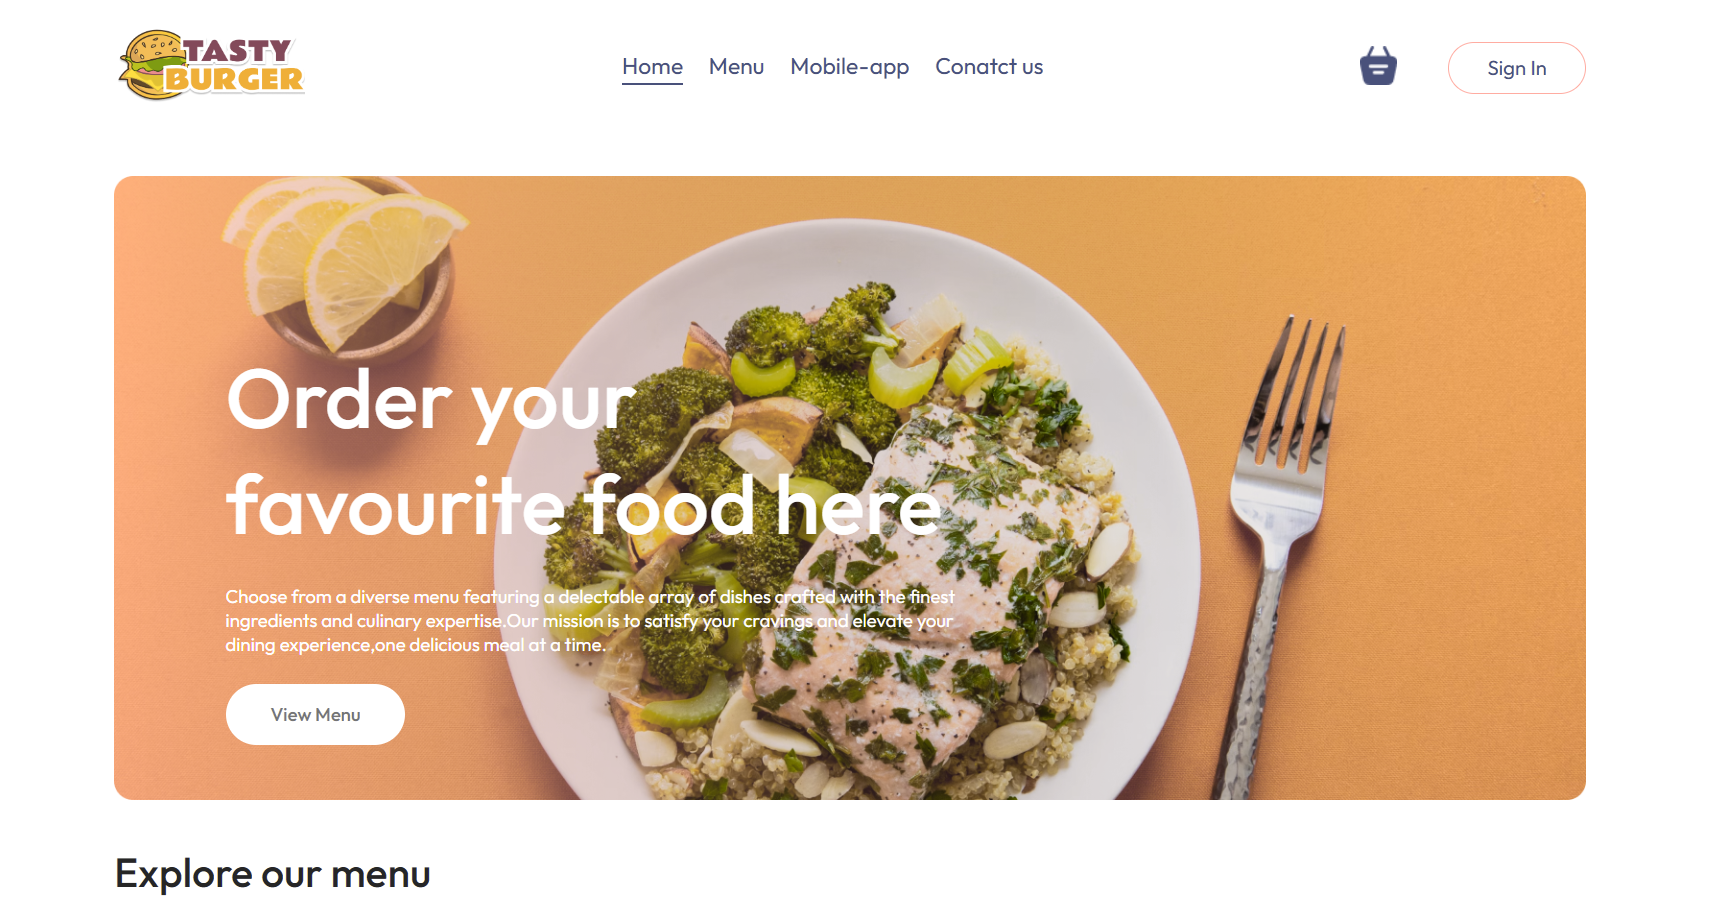 TASTY
BURGER
Home Menu Mobile-app Conatct us
Sign In
Order your
favourite food here
Choose from a diverse menu featuring a delectable array of dishes crafted with the finest
ingredients and culinary expertise.Our mission is to satisfy your cravings and elevate your
dining experience,one delicious meal at a time.
View Menu
Explore our menu